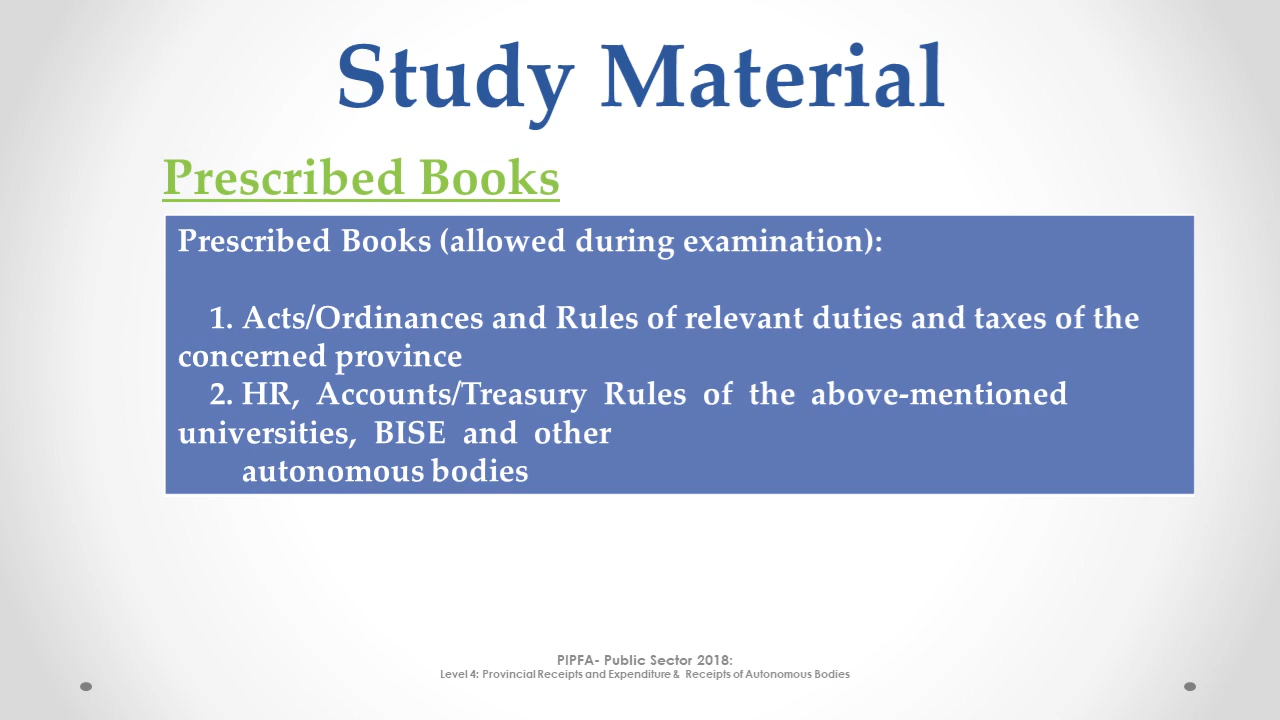 Study Material
Prescribed Books
Prescribed Books (allowed during examination):
1. Acts/Ordinances and Rules of relevant duties and taxes of the
concerned province
2. HR, Accounts/Treasury Rules of the above-mentioned
universities, BISE and other
autonomous bodies
PIPFA- Public Sector 2018:
Level 4: Provincial Receipts and Expenditure & Receipts of Autonomous Bodies